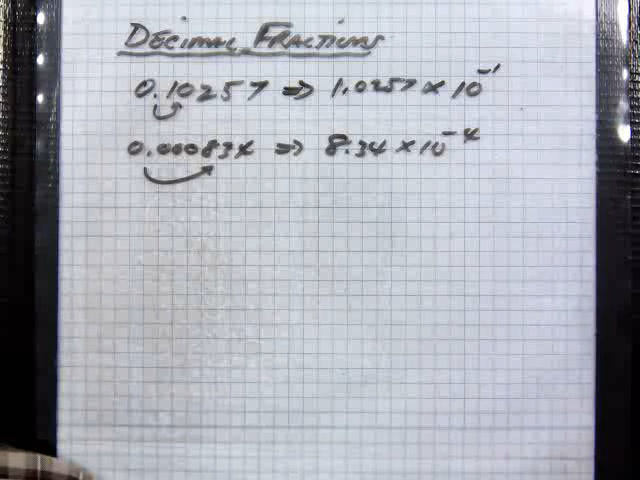 DECIMAL FRACTIONS
0.10257 ⇒ 1.0257 × 10⁻¹
0.000834 ⇒ 8.34 × 10⁻⁴